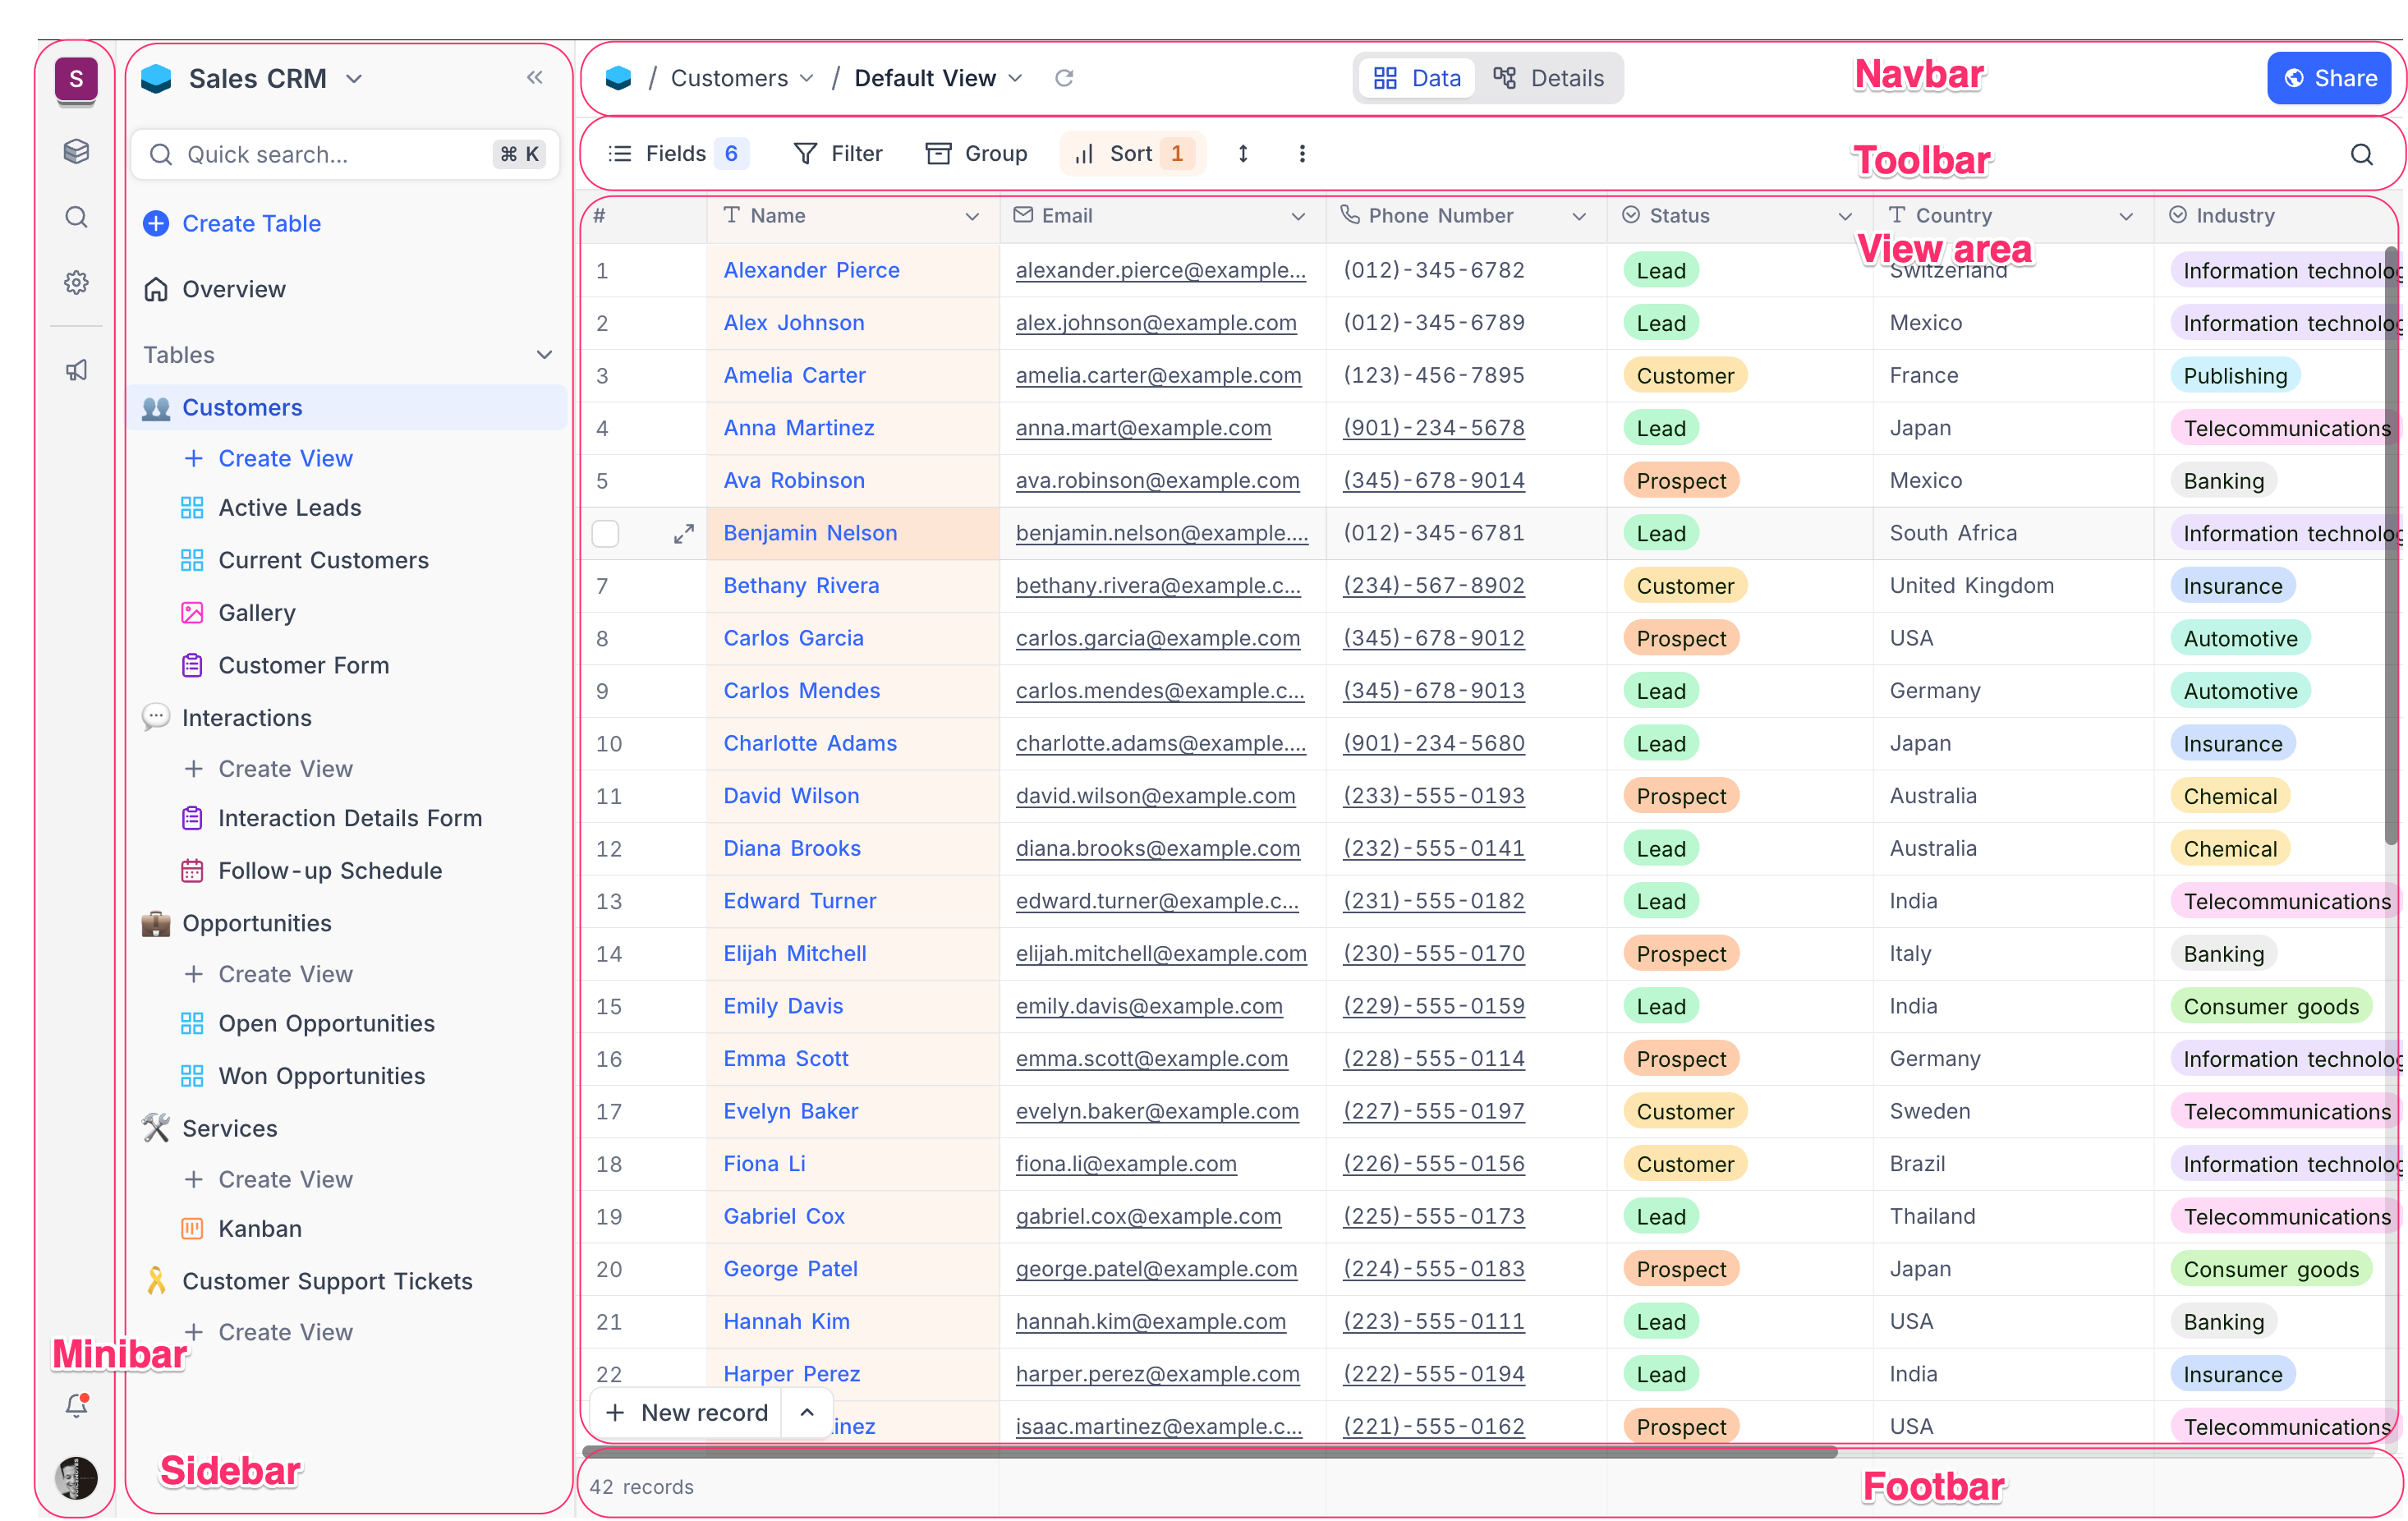 S
Sales CRM
Quick search...
⌘ K
Create Table
Overview
Tables
Customers
Create View
Active Leads
Current Customers
Gallery
Customer Form
Interactions
Create View
Interaction Details Form
Follow-up Schedule
Opportunities
Create View
Open Opportunities
Won Opportunities
Services
Create View
Kanban
Customer Support Tickets
Create View
Minibar
Sidebar
/ Customers / Default View Data Details Navbar Share
Fields 6 Filter Group Sort 1 Toolbar
# Name Email Phone Number Status Country Industry
View area
1 Alexander Pierce alexander.pierce@example... (012)-345-6782 Lead Switzerland Information technolog
2 Alex Johnson alex.johnson@example.com (012)-345-6789 Lead Mexico Information technolog
3 Amelia Carter amelia.carter@example.com (123)-456-7895 Customer France Publishing
4 Anna Martinez anna.mart@example.com (901)-234-5678 Lead Japan Telecommunications
5 Ava Robinson ava.robinson@example.com (345)-678-9014 Prospect Mexico Banking
Benjamin Nelson benjamin.nelson@example.... (012)-345-6781 Lead South Africa Information technolog
7 Bethany Rivera bethany.rivera@example.c... (234)-567-8902 Customer United Kingdom Insurance
8 Carlos Garcia carlos.garcia@example.com (345)-678-9012 Prospect USA Automotive
9 Carlos Mendes carlos.mendes@example.c... (345)-678-9013 Lead Germany Automotive
10 Charlotte Adams charlotte.adams@example.... (901)-234-5680 Lead Japan Insurance
11 David Wilson david.wilson@example.com (233)-555-0193 Prospect Australia Chemical
12 Diana Brooks diana.brooks@example.com (232)-555-0141 Lead Australia Chemical
13 Edward Turner edward.turner@example.c... (231)-555-0182 Lead India Telecommunications
14 Elijah Mitchell elijah.mitchell@example.com (230)-555-0170 Prospect Italy Banking
15 Emily Davis emily.davis@example.com (229)-555-0159 Lead India Consumer goods
16 Emma Scott emma.scott@example.com (228)-555-0114 Prospect Germany Information technolog
17 Evelyn Baker evelyn.baker@example.com (227)-555-0197 Customer Sweden Telecommunications
18 Fiona Li fiona.li@example.com (226)-555-0156 Customer Brazil Information technolog
19 Gabriel Cox gabriel.cox@example.com (225)-555-0173 Lead Thailand Telecommunications
20 George Patel george.patel@example.com (224)-555-0183 Prospect Japan Consumer goods
21 Hannah Kim hannah.kim@example.com (223)-555-0111 Lead USA Banking
22 Harper Perez harper.perez@example.com (222)-555-0194 Lead India Insurance
New record inez isaac.martinez@example.c... (221)-555-0162 Prospect USA Telecommunications
42 records Footbar